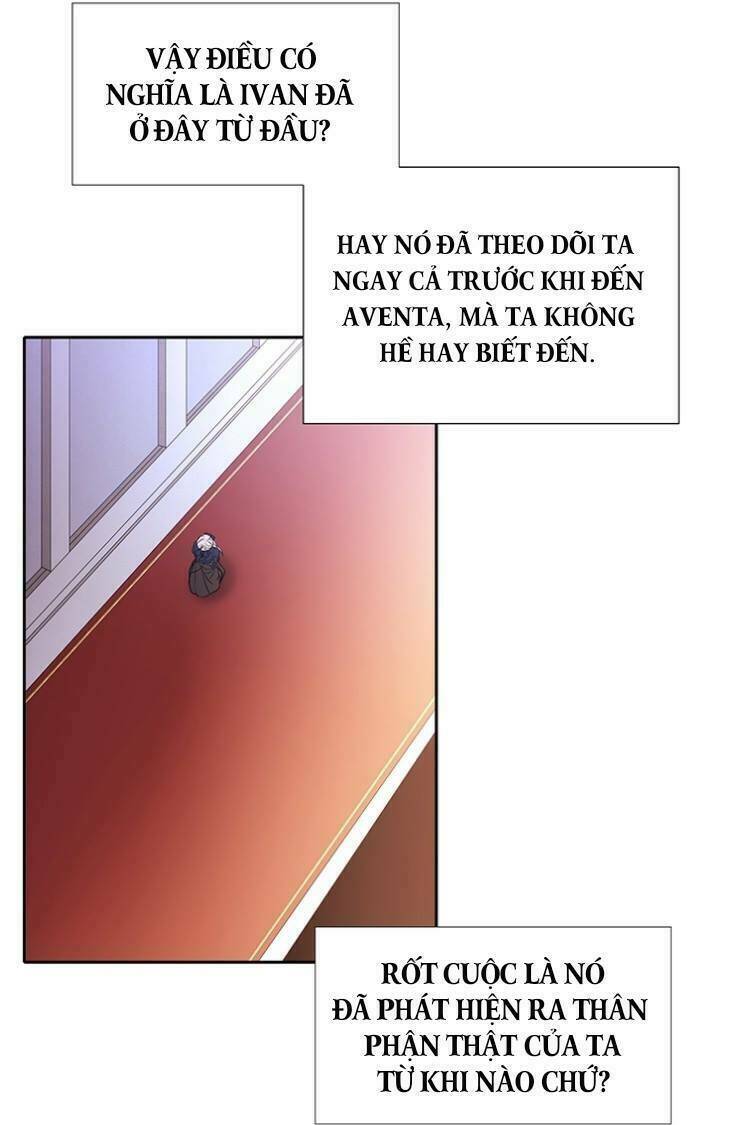 VẬY ĐIỀU CÓ
NGHĨA LÀ IVAN ĐÃ
Ở ĐÂY TỪ ĐẦU?
HAY NÓ ĐÃ THEO DÕI TA
NGAY CẢ TRƯỚC KHI ĐẾN
AVENTA, MÀ TA KHÔNG
HỀ HAY BIẾT ĐẾN.
RỐT CUỘC LÀ NÓ
ĐÃ PHÁT HIỆN RA THÂN
PHẬN THẬT CỦA TA
TỪ KHI NÀO CHỨ?